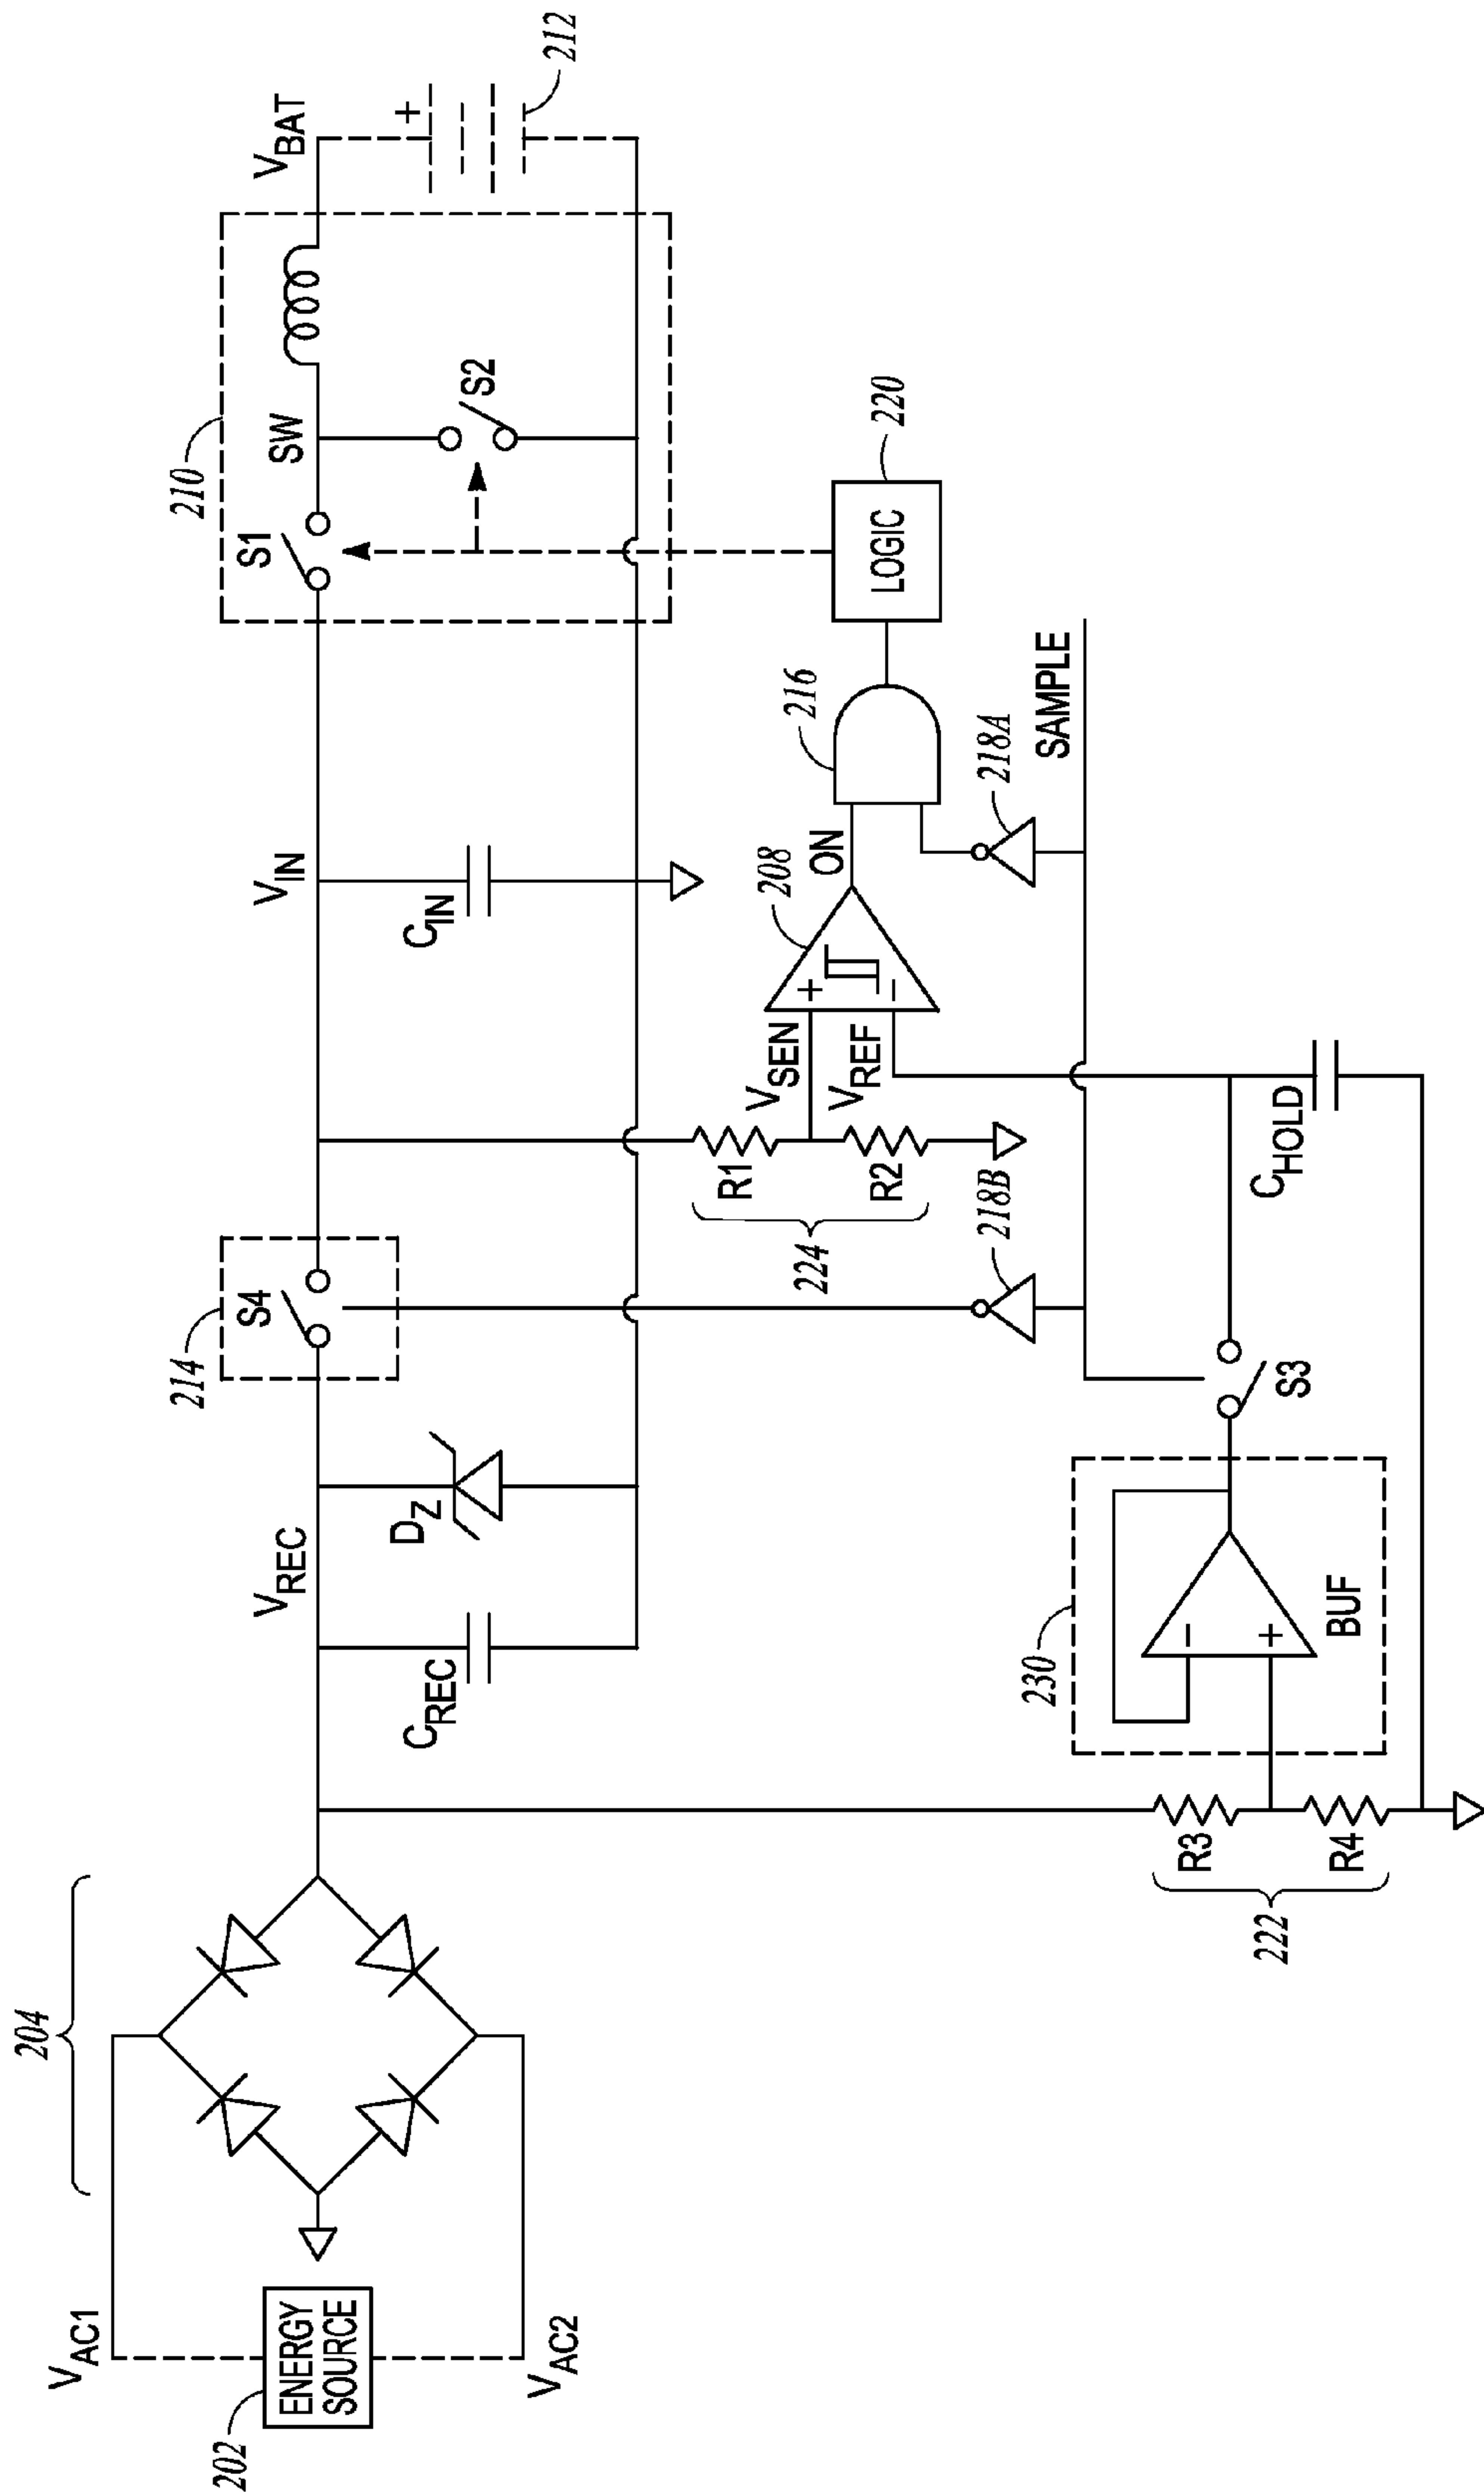 204
V_AC1
202
ENERGY
SOURCE
V_AC2
V_REC
C_REC
D_Z
214
S4
V_IN
C_IN
210
S1
SW
S2
V_BAT
+
212
R1
R2
224
V_SEN
V_REF
+
−
208
ON
216
LOGIC
220
218A
218B
SAMPLE
C_HOLD
S3
230
−
+
BUF
R3
R4
222